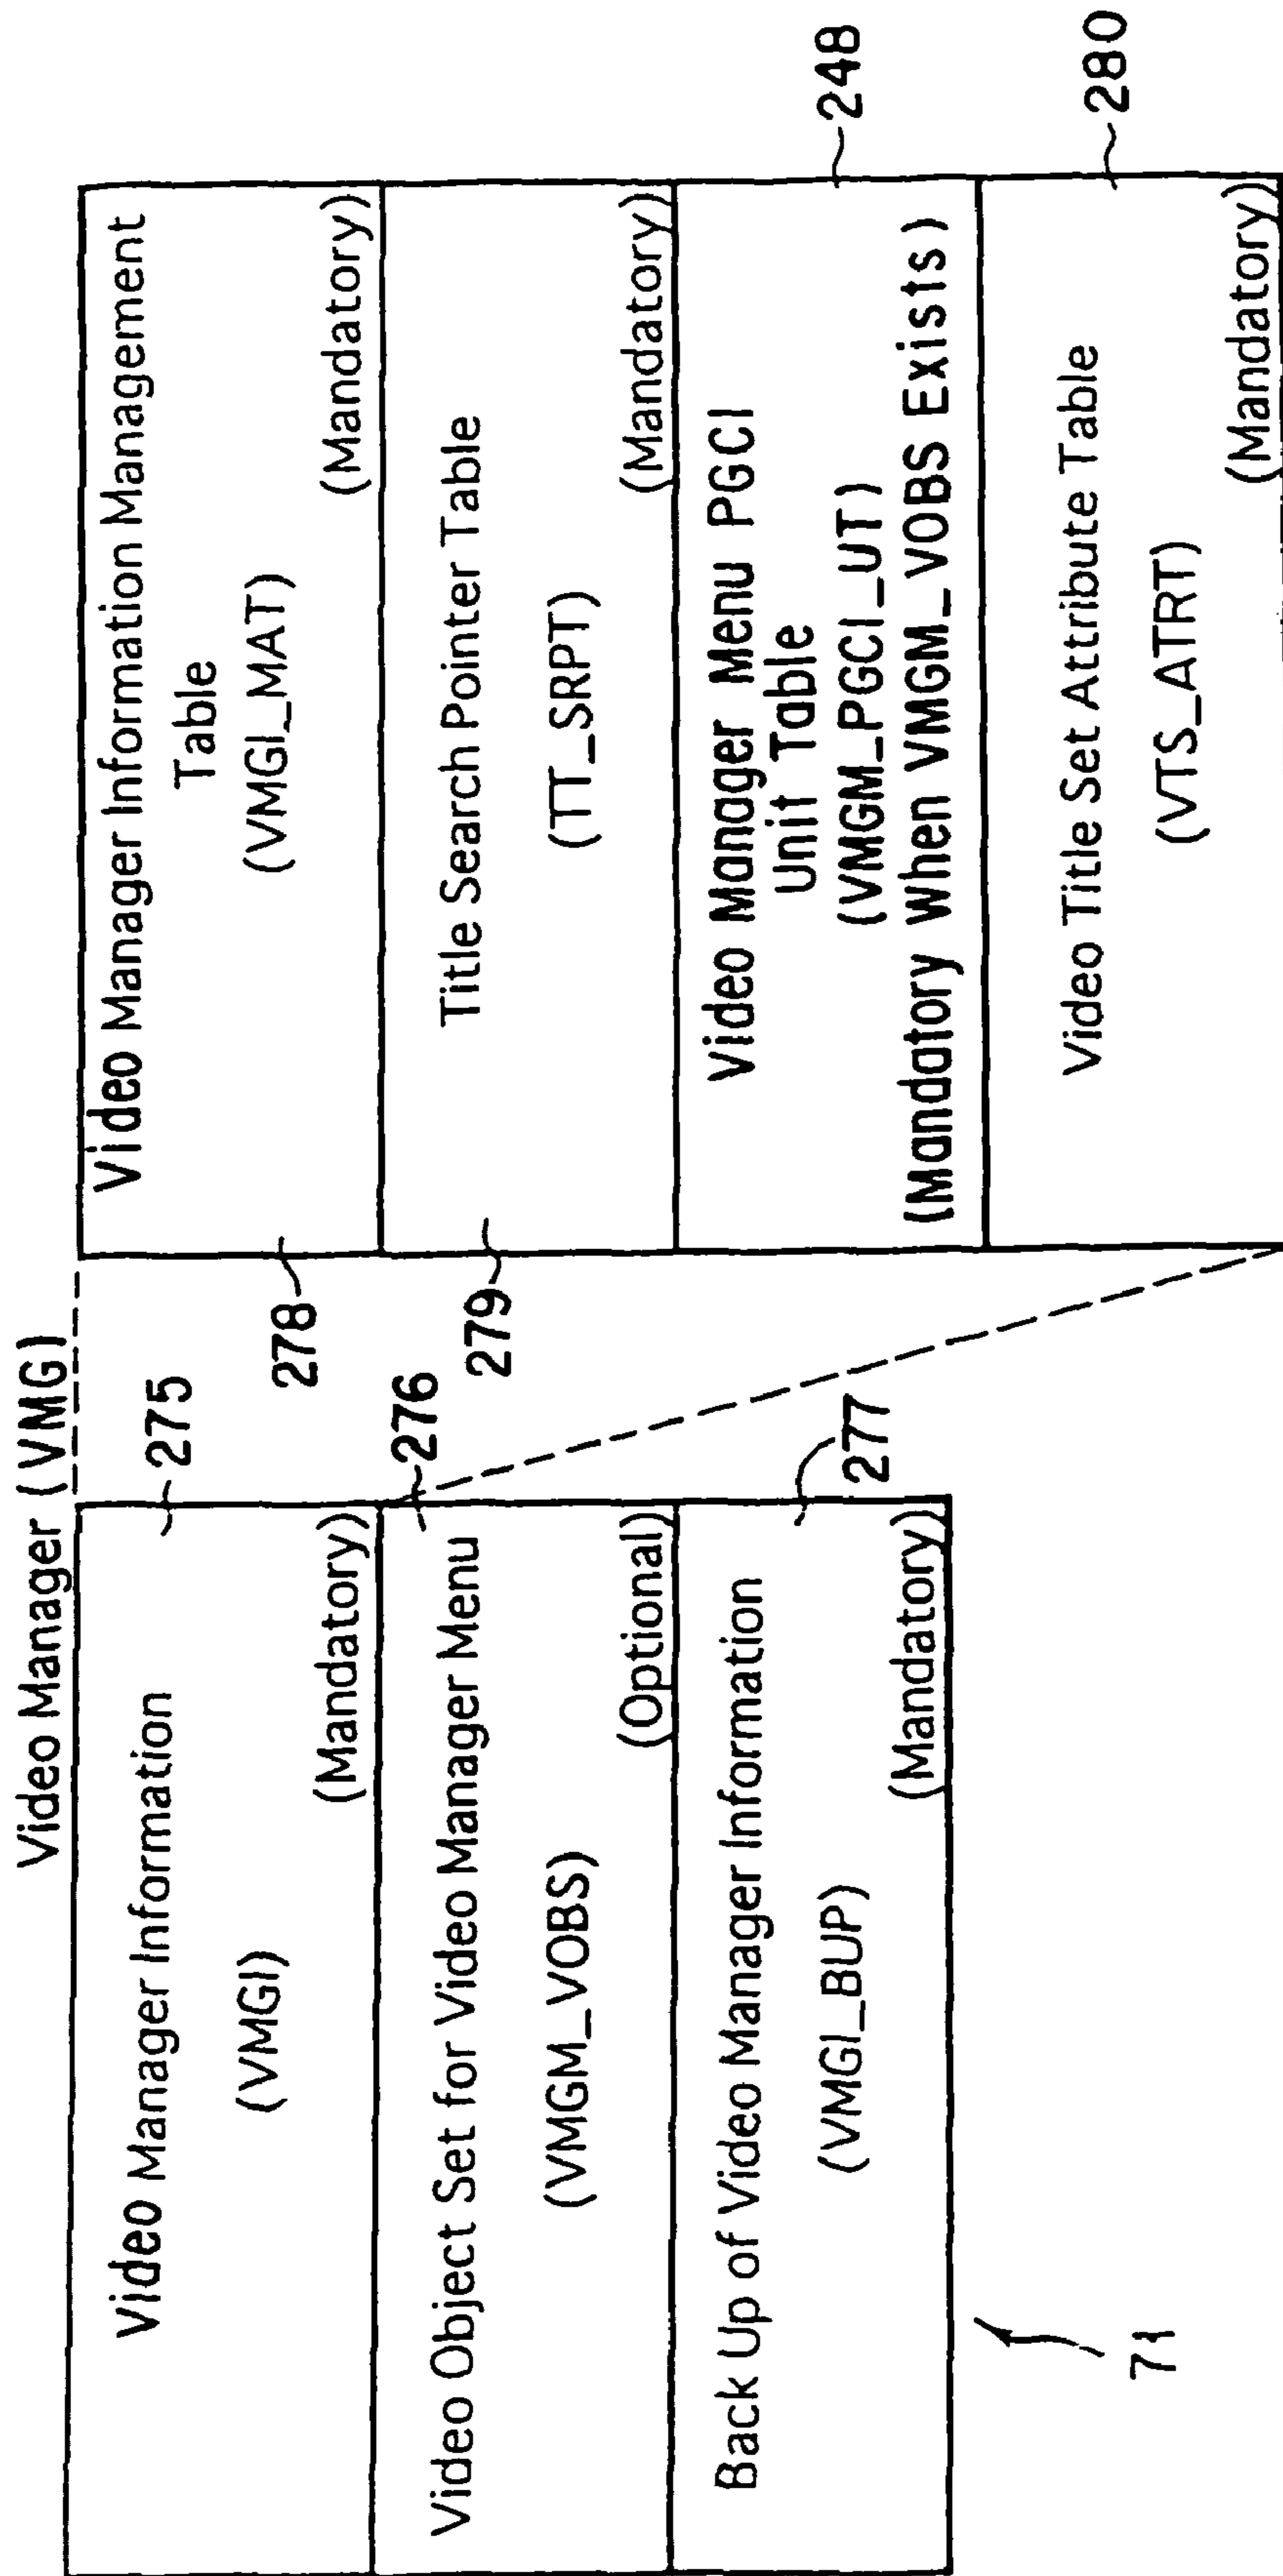 Video Manager (VMG)
Video Manager Information
(VMGI)
(Mandatory)
275
Video Object Set for Video Manager Menu
(VMGM_VOBS)
(Optional)
276
Back Up of Video Manager Information
(VMGI_BUP)
(Mandatory)
277
71
Video Manager Information Management
Table
(VMGI_MAT)
(Mandatory)
278
Title Search Pointer Table
(TT_SRPT)
(Mandatory)
279
Video Manager Menu PGCI
Unit Table
(VMGM_PGCI_UT)
(Mandatory When VMGM_VOBS Exists)
248
Video Title Set Attribute Table
(VTS_ATRT)
(Mandatory)
280